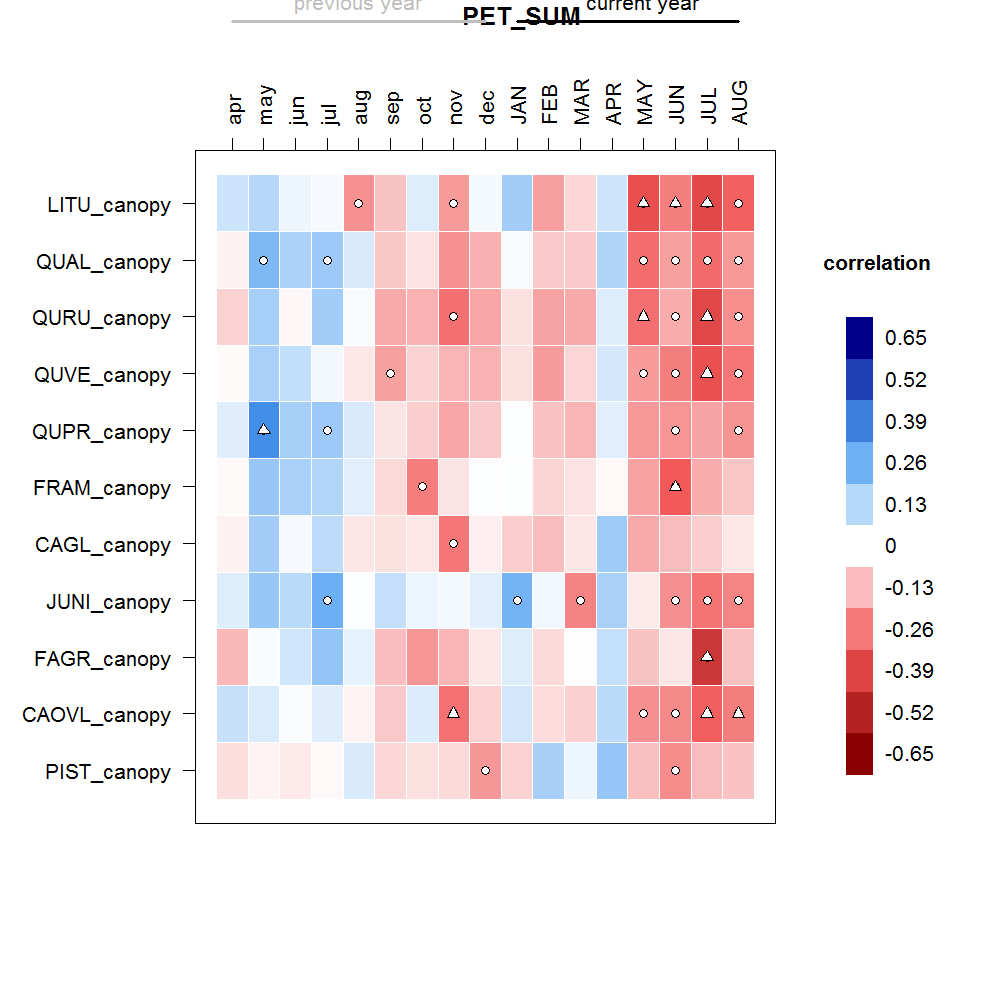 previous year
current year
PET_SUM
apr may jun jul aug sep oct nov dec JAN FEB MAR APR MAY JUN JUL AUG
LITU_canopy
QUAL_canopy
QURU_canopy
QUVE_canopy
QUPR_canopy
FRAM_canopy
CAGL_canopy
JUNI_canopy
FAGR_canopy
CAOVL_canopy
PIST_canopy
correlation
0.65
0.52
0.39
0.26
0.13
0
-0.13
-0.26
-0.39
-0.52
-0.65